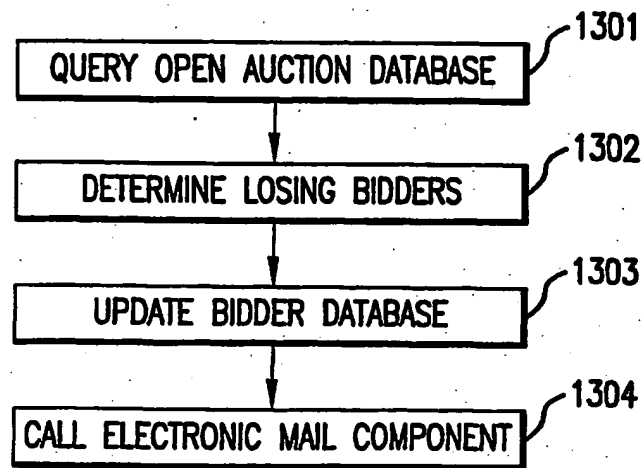 1301
QUERY OPEN AUCTION DATABASE
1302
DETERMINE LOSING BIDDERS
1303
UPDATE BIDDER DATABASE
1304
CALL ELECTRONIC MAIL COMPONENT